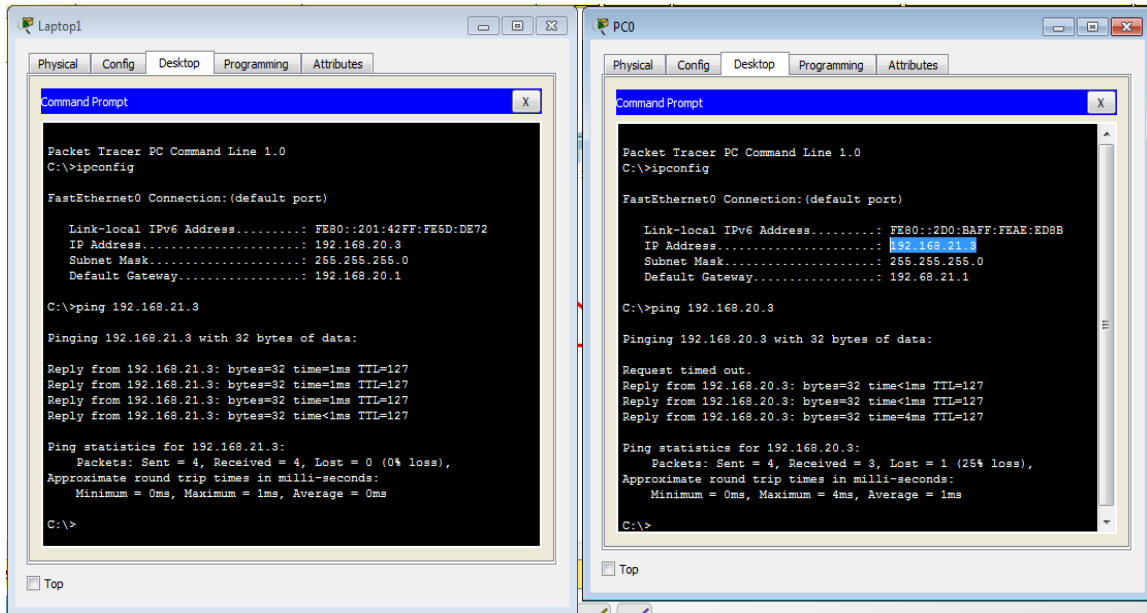 Laptop1
Physical Config Desktop Programming Attributes
Command Prompt
X
Packet Tracer PC Command Line 1.0
C:\>ipconfig
FastEthernet0 Connection:(default port)
Link-local IPv6 Address.........: FE80::201:42FF:FE5D:DE72
IP Address......................: 192.168.20.3
Subnet Mask.....................: 255.255.255.0
Default Gateway.................: 192.168.20.1
C:\>ping 192.168.21.3
Pinging 192.168.21.3 with 32 bytes of data:
Reply from 192.168.21.3: bytes=32 time=1ms TTL=127
Reply from 192.168.21.3: bytes=32 time=1ms TTL=127
Reply from 192.168.21.3: bytes=32 time<1ms TTL=127
Reply from 192.168.21.3: bytes=32 time<1ms TTL=127
Ping statistics for 192.168.21.3:
Packets: Sent = 4, Received = 4, Lost = 0 (0% loss),
Approximate round trip times in milli-seconds:
Minimum = 0ms, Maximum = 1ms, Average = 0ms
C:\>
Top
PC0
Physical Config Desktop Programming Attributes
Command Prompt
X
Packet Tracer PC Command Line 1.0
C:\>ipconfig
FastEthernet0 Connection:(default port)
Link-local IPv6 Address.........: FE80::2D0:BAFF:FEAE:ED8B
IP Address......................: 192.168.21.3
Subnet Mask.....................: 255.255.255.0
Default Gateway.................: 192.68.21.1
C:\>ping 192.168.20.3
Pinging 192.168.20.3 with 32 bytes of data:
Request timed out.
Reply from 192.168.20.3: bytes=32 time<1ms TTL=127
Reply from 192.168.20.3: bytes=32 time<1ms TTL=127
Reply from 192.168.20.3: bytes=32 time=4ms TTL=127
Ping statistics for 192.168.20.3:
Packets: Sent = 4, Received = 3, Lost = 1 (25% loss),
Approximate round trip times in milli-seconds:
Minimum = 0ms, Maximum = 4ms, Average = 1ms
C:\>
Top